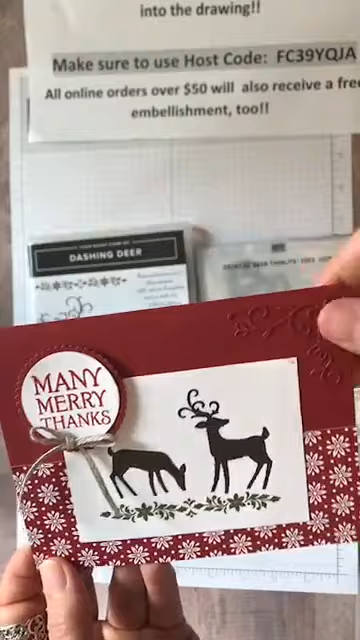 into the drawing!!
Make sure to use Host Code: FC39YQJA
All online orders over $50 will also receive a free
embellishment, too!!
DASHING DEER
MANY
MERRY
THANKS